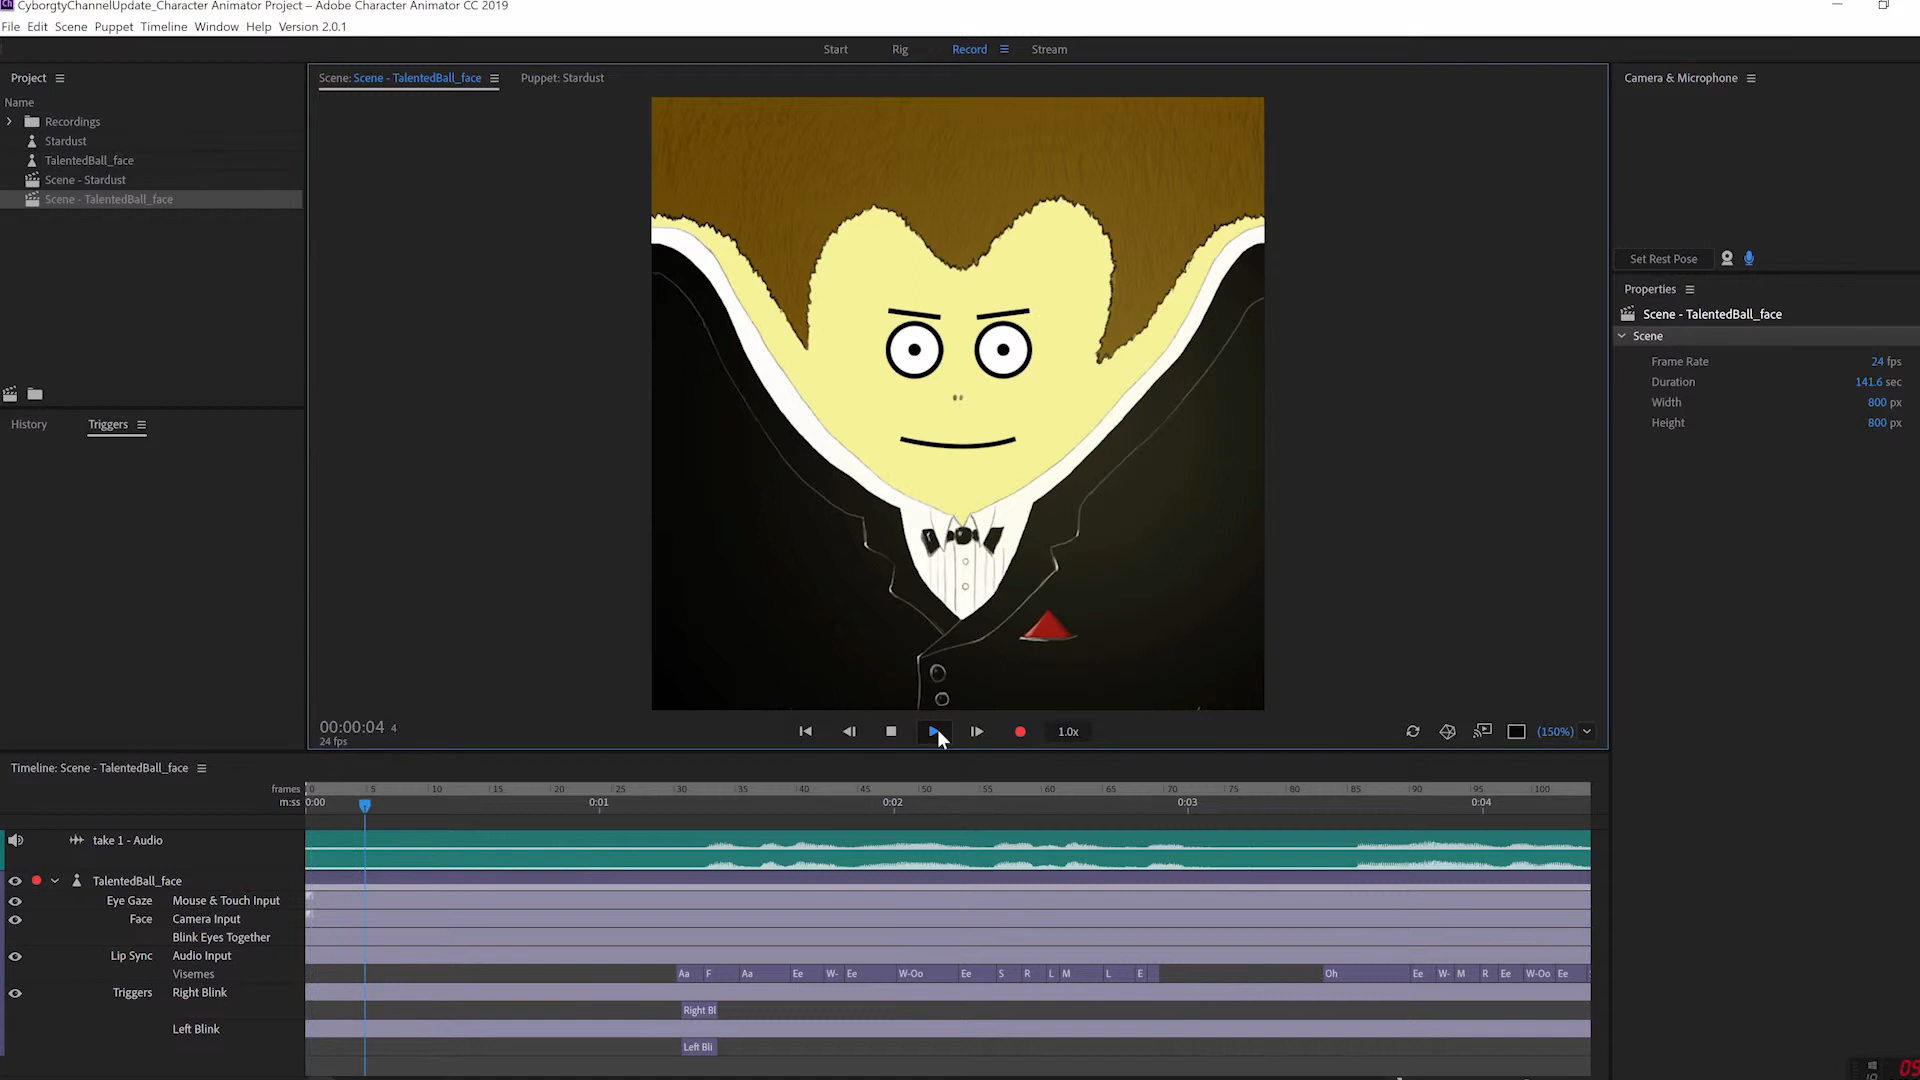 Ch CyborgtyChannelUpdate_Character Animator Project – Adobe Character Animator CC 2019
File Edit Scene Puppet Timeline Window Help Version 2.0.1
Start Rig Record Stream
Project
Scene: Scene - TalentedBall_face Puppet: Stardust
Camera & Microphone
Name
Recordings
Stardust
TalentedBall_face
Scene - Stardust
Scene - TalentedBall_face
Set Rest Pose
Properties
Scene - TalentedBall_face
Scene
Frame Rate 24 fps
Duration 141.6 sec
Width 800 px
Height 800 px
History Triggers
00:00:04 4
24 fps
1.0x
(150%)
Timeline: Scene - TalentedBall_face
frames 0 5 10 15 20 25 30 35 40 45 50 55 60 65 70 75 80 85 90 95 100
m:ss 0:00 0:01 0:02 0:03 0:04
take 1 - Audio
TalentedBall_face
Eye Gaze Mouse & Touch Input
Face Camera Input
Blink Eyes Together
Lip Sync Audio Input
Visemes Aa F Aa Ee W- Ee W-Oo Ee S R L M L E Oh Ee W- M R Ee W-Oo Ee
Triggers Right Blink
Right Bl
Left Blink
Left Bli